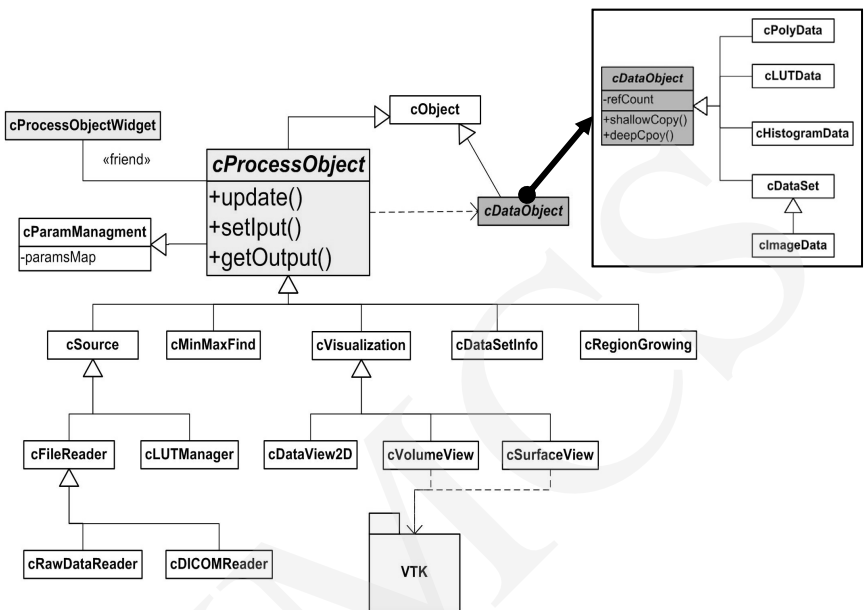 cPolyData
cDataObject
-refCount
+shallowCopy()
+deepCpoy()
cLUTData
cHistogramData
cDataSet
cImageData
cObject
cProcessObjectWidget
«friend»
cProcessObject
+update()
+setIput()
+getOutput()
cDataObject
cParamManagment
-paramsMap
cSource
cMinMaxFind
cVisualization
cDataSetInfo
cRegionGrowing
cFileReader
cLUTManager
cDataView2D
cVolumeView
cSurfaceView
cRawDataReader
cDICOMReader
VTK